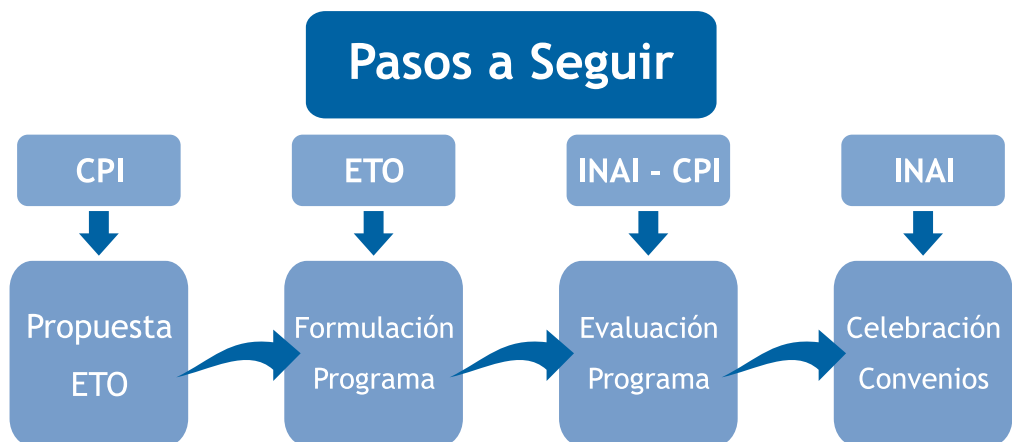 Pasos a Seguir
CPI
ETO
INAI - CPI
INAI
Propuesta
ETO
Formulación
Programa
Evaluación
Programa
Celebración
Convenios